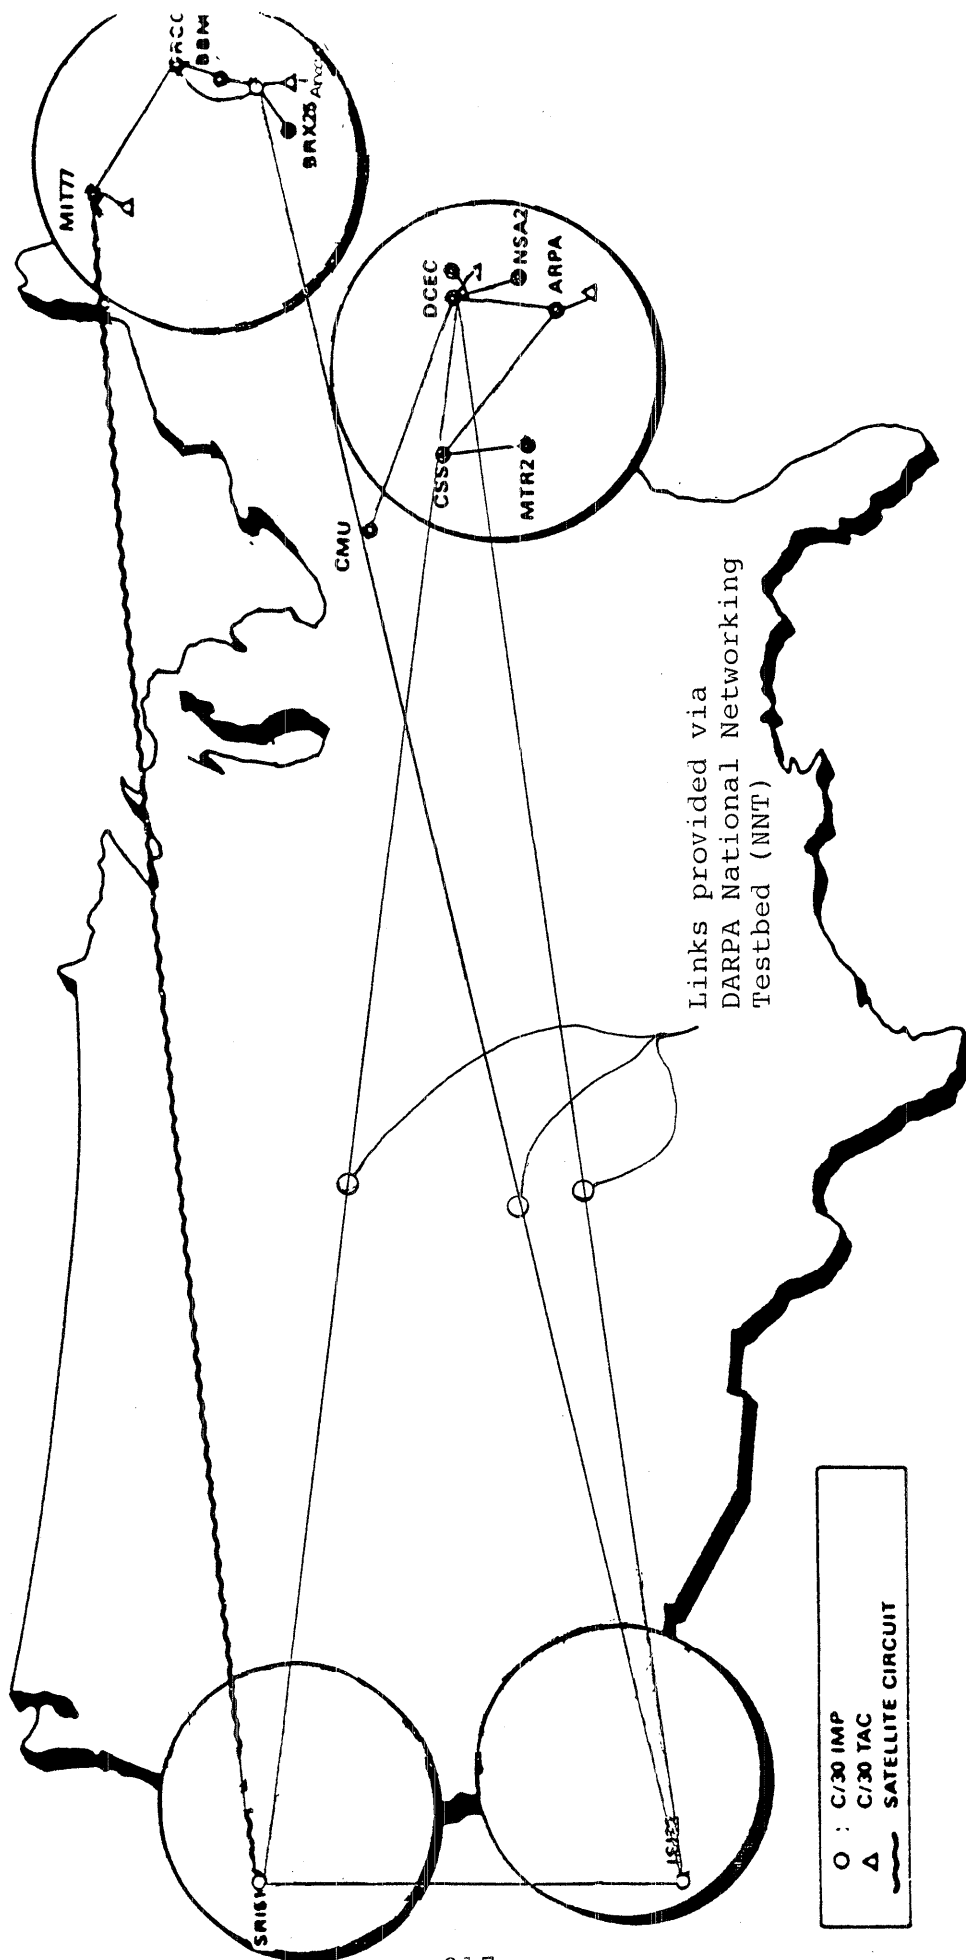 MIT77
BBN
BRX25
DCEC
NSA2
ARPA
CSS
MTR2
CMU
SRI51
Links provided via
DARPA National Networking
Testbed (NNT)
O : C/30 IMP
Δ C/30 TAC
SATELLITE CIRCUIT